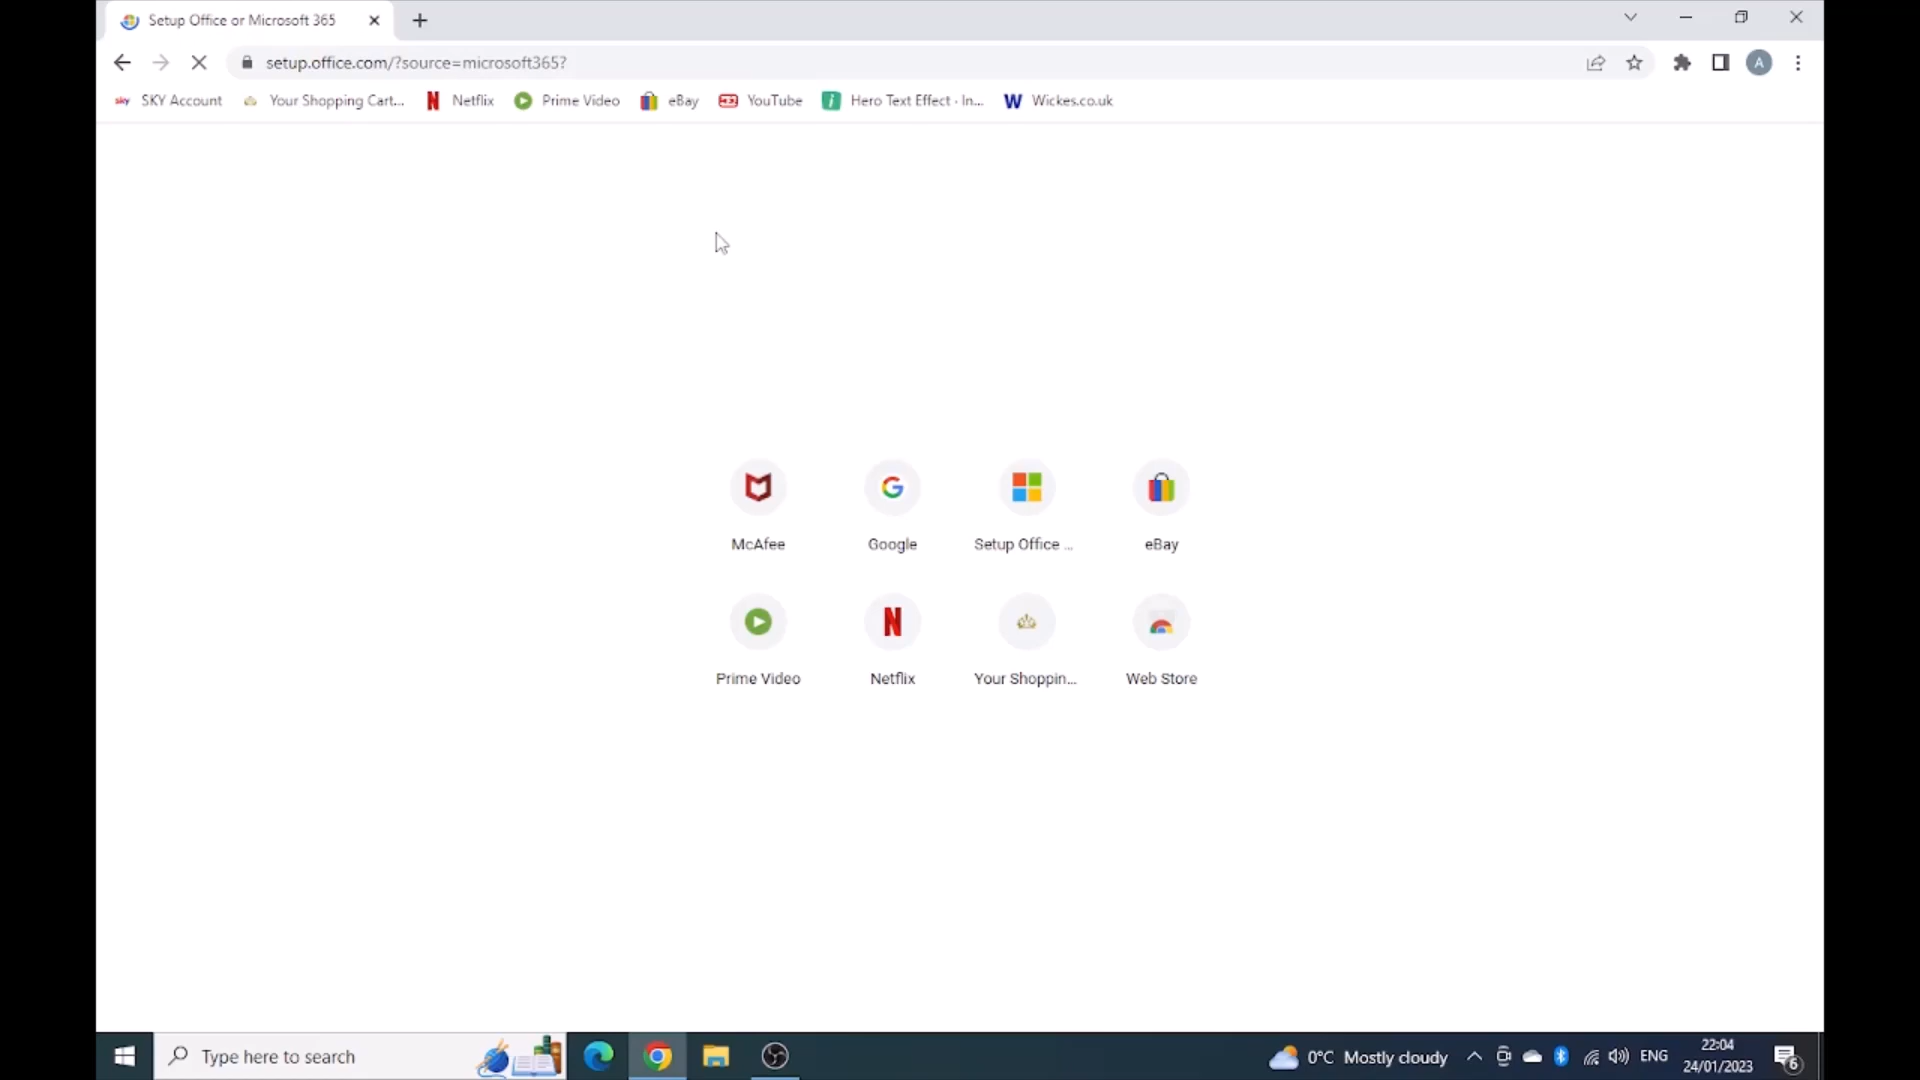 Setup Office or Microsoft 365
setup.office.com/?source=microsoft365?
A
sky SKY Account Your Shopping Cart... Netflix Prime Video eBay YouTube Hero Text Effect · In... Wickes.co.uk
McAfee Google Setup Office ... eBay
Prime Video Netflix Your Shoppin... Web Store
Type here to search
0°C Mostly cloudy
ENG
22:04
24/01/2023
6